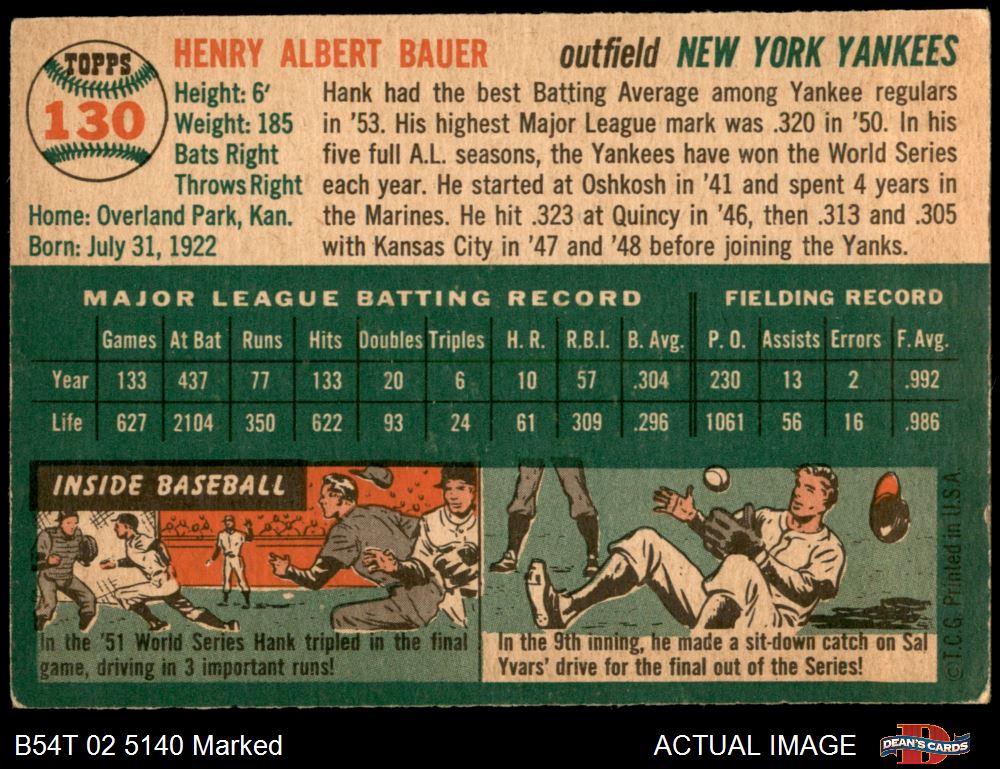 TOPPS
130
HENRY ALBERT BAUER
outfield NEW YORK YANKEES
Height: 6'
Weight: 185
Bats Right
Throws Right
Home: Overland Park, Kan.
Born: July 31, 1922
Hank had the best Batting Average among Yankee regulars
in '53. His highest Major League mark was .320 in '50. In his
five full A.L. seasons, the Yankees have won the World Series
each year. He started at Oshkosh in '41 and spent 4 years in
the Marines. He hit .323 at Quincy in '46, then .313 and .305
with Kansas City in '47 and '48 before joining the Yanks.
MAJOR LEAGUE BATTING RECORD FIELDING RECORD
Games At Bat Runs Hits Doubles Triples H. R. R.B.I. B. Avg. P. O. Assists Errors F. Avg.
Year 133 437 77 133 20 6 10 57 .304 230 13 2 .992
Life 627 2104 350 622 93 24 61 309 .296 1061 56 16 .986
INSIDE BASEBALL
In the '51 World Series Hank tripled in the final
game, driving in 3 important runs!
In the 9th inning, he made a sit-down catch on Sal
Yvars' drive for the final out of the Series!
© T.C.G. Printed in U.S.A.
B54T 02 5140 Marked
ACTUAL IMAGE
DEAN'S CARDS